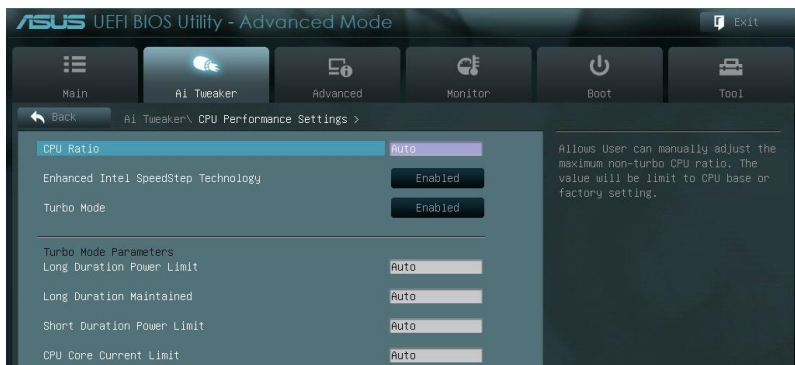 ASUS UEFI BIOS Utility - Advanced Mode
Exit
Main
Ai Tweaker
Advanced
Monitor
Boot
Tool
Back
Ai Tweaker\ CPU Performance Settings >
CPU Ratio Auto
Enhanced Intel SpeedStep Technology Enabled
Turbo Mode Enabled
Turbo Mode Parameters
Long Duration Power Limit Auto
Long Duration Maintained Auto
Short Duration Power Limit Auto
CPU Core Current Limit Auto
Allows User can manually adjust the
maximum non-turbo CPU ratio. The
value will be limit to CPU base or
factory setting.